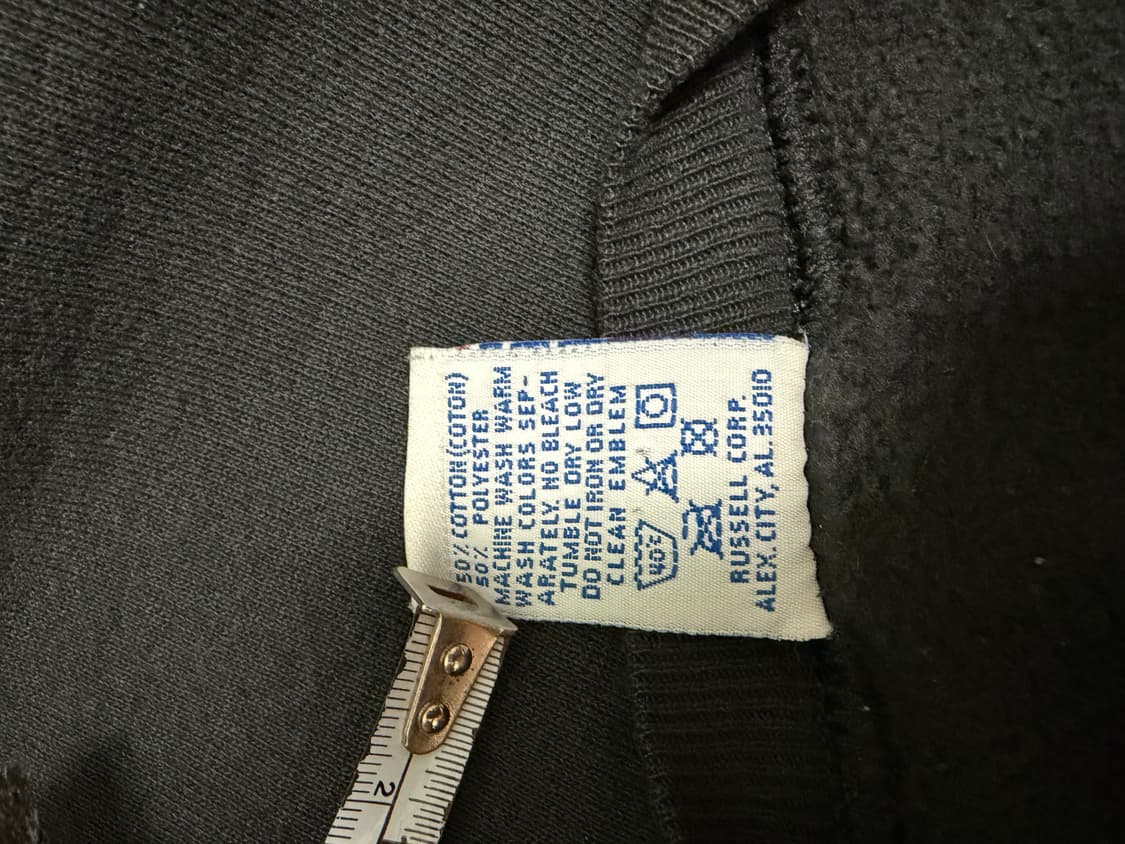 50% COTTON(COTON)
50% POLYESTER
MACHINE WASH WARM
WASH COLORS SEP-
ARATELY. NO BLEACH
TUMBLE DRY LOW
DO NOT IRON OR DRY
CLEAN EMBLEM
40°
RUSSELL CORP.
ALEX. CITY, AL. 35010
2